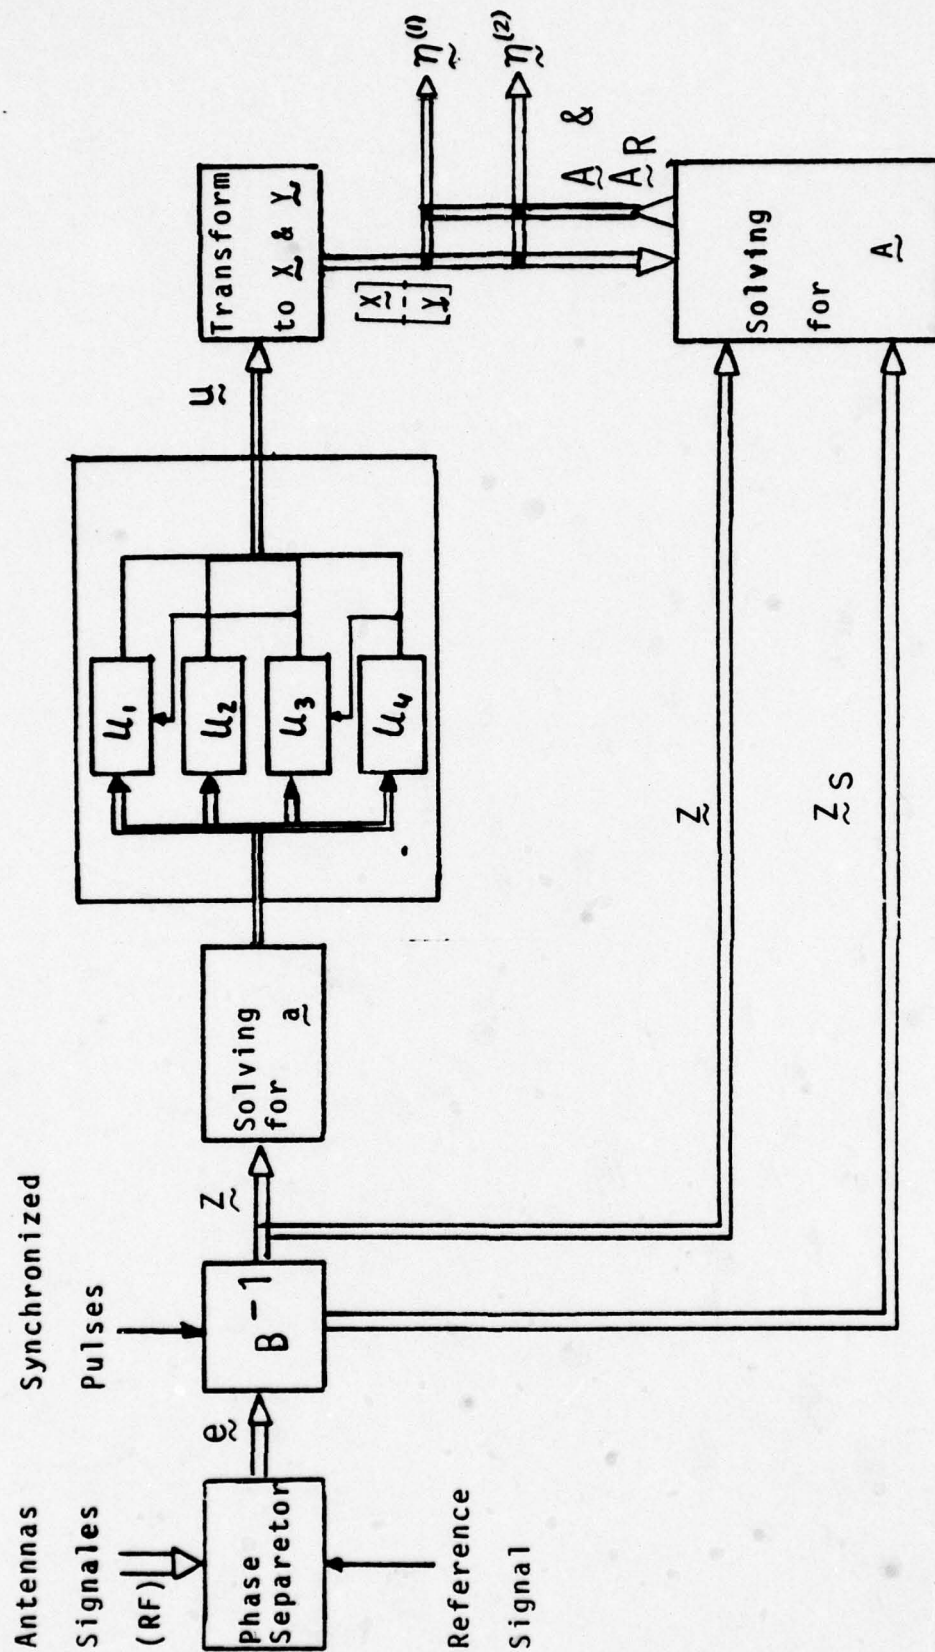 Antennas
Signales
(RF)
Phase
Separetor
Reference
Signal
e
Synchronized
Pulses
B⁻¹
Z
Solving
for
a
u₁
u₂
u₃
u₄
u
Transform
to X & Y
[X
Y]
η⁽¹⁾
η⁽²⁾
A &
A R
Z
Z S
Solving
for
A